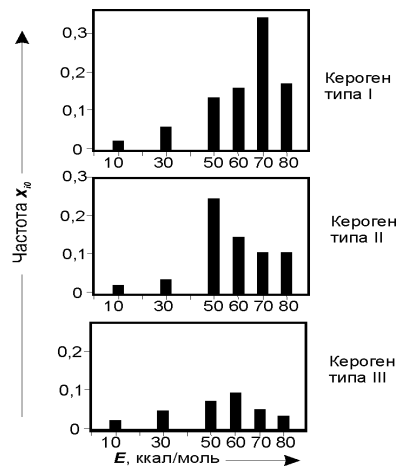 Частота xi0
0,3
0,2
0,1
0
10 30 50 60 70 80
Кероген
типа I
0,3
0,2
0,1
0
10 30 50 60 70 80
Кероген
типа II
0,2
0,1
0
10 30 50 60 70 80
Кероген
типа III
E, ккал/моль